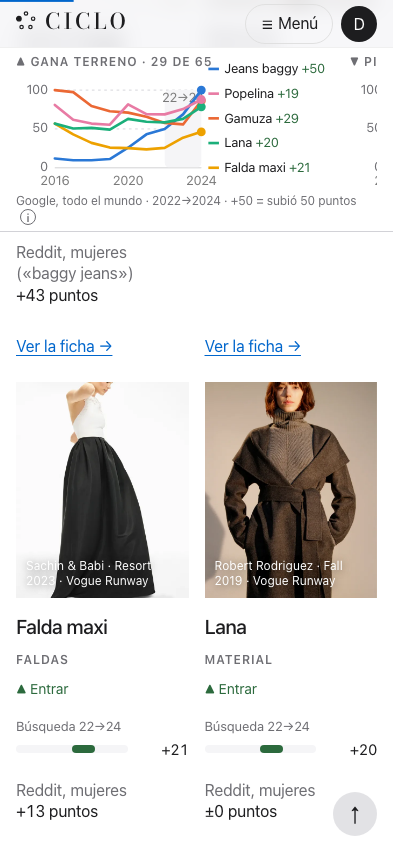 CICLO
≡ Menú
D
▲ GANA TERRENO · 29 DE 65
▼ PI
Jeans baggy +50
Popelina +19
Gamuza +29
Lana +20
Falda maxi +21
100
50
0
22→2
2016
2020
2024
Google, todo el mundo · 2022→2024 · +50 = subió 50 puntos
Reddit, mujeres
(«baggy jeans»)
+43 puntos
Ver la ficha →
Ver la ficha →
Sachin & Babi · Resort
2023 · Vogue Runway
Robert Rodriguez · Fall
2019 · Vogue Runway
Falda maxi
FALDAS
▲ Entrar
Búsqueda 22→24
+21
Reddit, mujeres
+13 puntos
Lana
MATERIAL
▲ Entrar
Búsqueda 22→24
+20
Reddit, mujeres
±0 puntos
↑